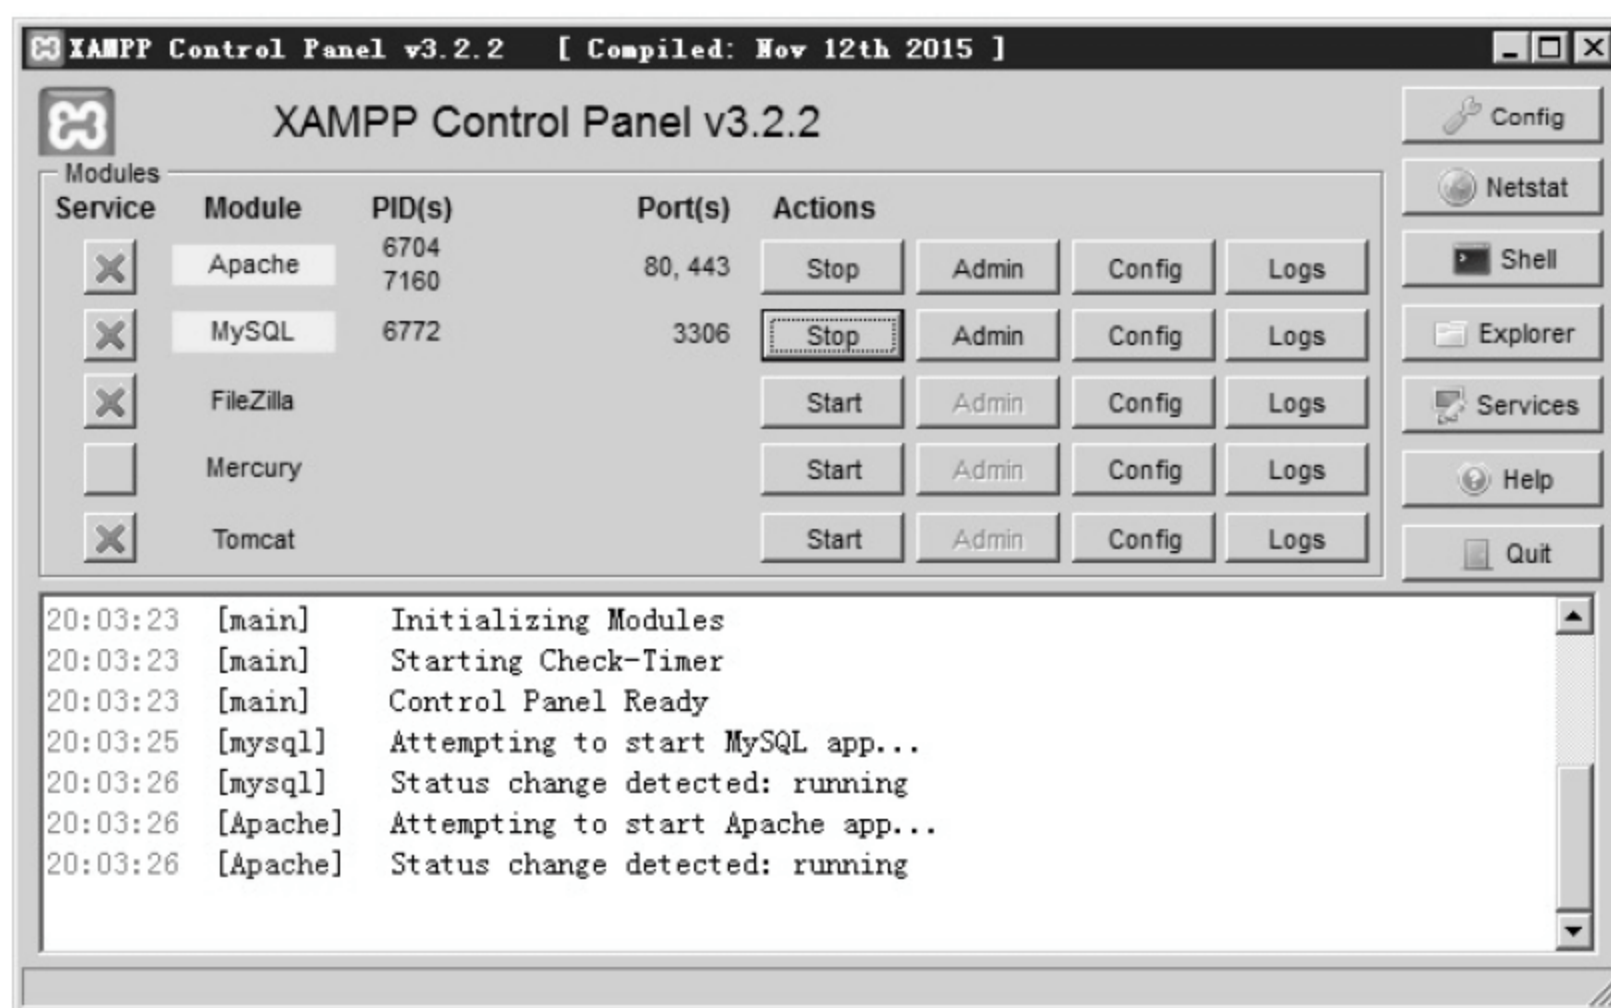 XAMPP Control Panel v3.2.2 [ Compiled: Nov 12th 2015 ]
XAMPP Control Panel v3.2.2
Config
Modules
Netstat
Service Module PID(s) Port(s) Actions
Apache 6704 7160 80, 443 Stop Admin Config Logs
Shell
MySQL 6772 3306 Stop Admin Config Logs
Explorer
FileZilla Start Admin Config Logs
Services
Mercury Start Admin Config Logs
Help
Tomcat Start Admin Config Logs
Quit
20:03:23 [main] Initializing Modules
20:03:23 [main] Starting Check-Timer
20:03:23 [main] Control Panel Ready
20:03:25 [mysql] Attempting to start MySQL app...
20:03:26 [mysql] Status change detected: running
20:03:26 [Apache] Attempting to start Apache app...
20:03:26 [Apache] Status change detected: running